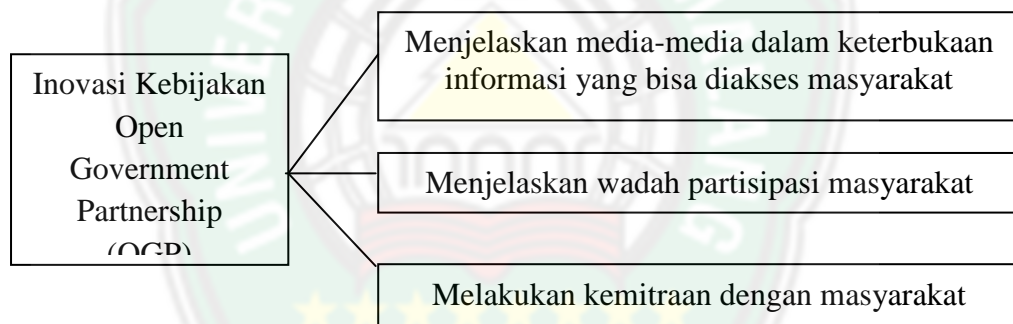 Inovasi Kebijakan
Open
Government
Partnership
(OGP)
Menjelaskan media-media dalam keterbukaan
informasi yang bisa diakses masyarakat
Menjelaskan wadah partisipasi masyarakat
Melakukan kemitraan dengan masyarakat